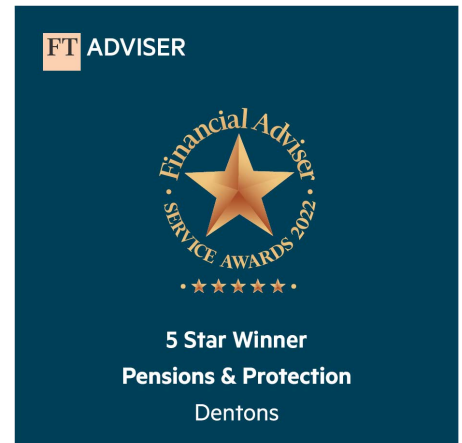 FT ADVISER
Financial Adviser
SERVICE AWARDS 2022
5 Star Winner
Pensions & Protection
Dentons